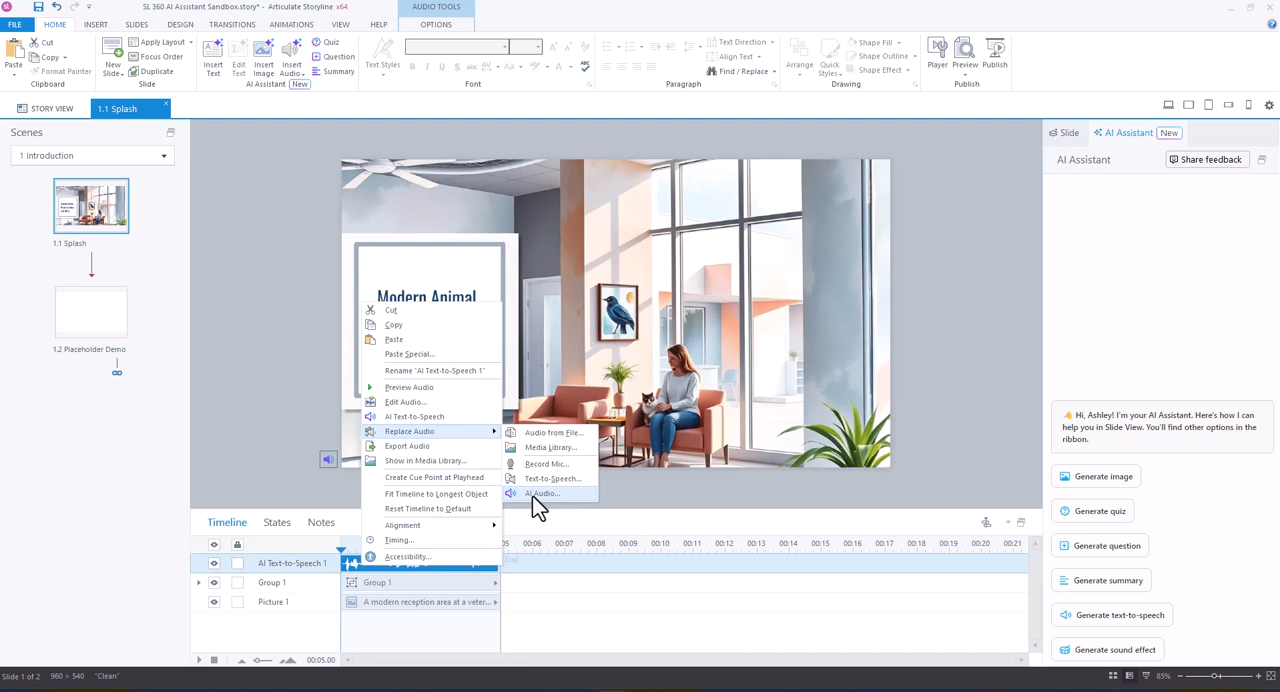 SL 360 AI Assistant Sandbox.story* - Articulate Storyline x64
AUDIO TOOLS
FILE HOME INSERT SLIDES DESIGN TRANSITIONS ANIMATIONS VIEW HELP OPTIONS
Paste
Cut
Copy
Format Painter
Clipboard
New Slide
Apply Layout
Focus Order
Duplicate
Slide
Insert Text
Edit Text
Insert Image
Insert Audio
Quiz
Question
Summary
AI Assistant New
Text Styles
Font
Text Direction
Align Text
Find / Replace
Paragraph
Arrange
Quick Styles
Shape Fill
Shape Outline
Shape Effect
Drawing
Player
Preview
Publish
Publish
STORY VIEW
1.1 Splash
Scenes
1 Introduction
1.1 Splash
1.2 Placeholder Demo
Modern Animal
Cut
Copy
Paste
Paste Special...
Rename "AI Text-to-Speech 1"
Preview Audio
Edit Audio...
AI Text-to-Speech
Replace Audio
Export Audio
Show in Media Library...
Create Cue Point at Playhead
Fit Timeline to Longest Object
Reset Timeline to Default
Alignment
Timing...
Accessibility...
Audio from File...
Media Library...
Record Mic...
Text-to-Speech...
AI Audio...
Slide
AI Assistant New
AI Assistant
Share feedback
Hi, Ashley! I'm your AI Assistant. Here's how I can
help you in Slide View. You'll find other options in the
ribbon.
Generate image
Generate quiz
Generate question
Generate summary
Generate text-to-speech
Generate sound effect
Timeline States Notes
00:06 00:07 00:08 00:09 00:10 00:11 00:12 00:13 00:14 00:15 00:16 00:17 00:18 00:19 00:20 00:21
AI Text-to-Speech 1
End
Group 1
Group 1
Picture 1
A modern reception area at a veter...
00:05.00
Slide 1 of 2 960 × 540 "Clean"
85%